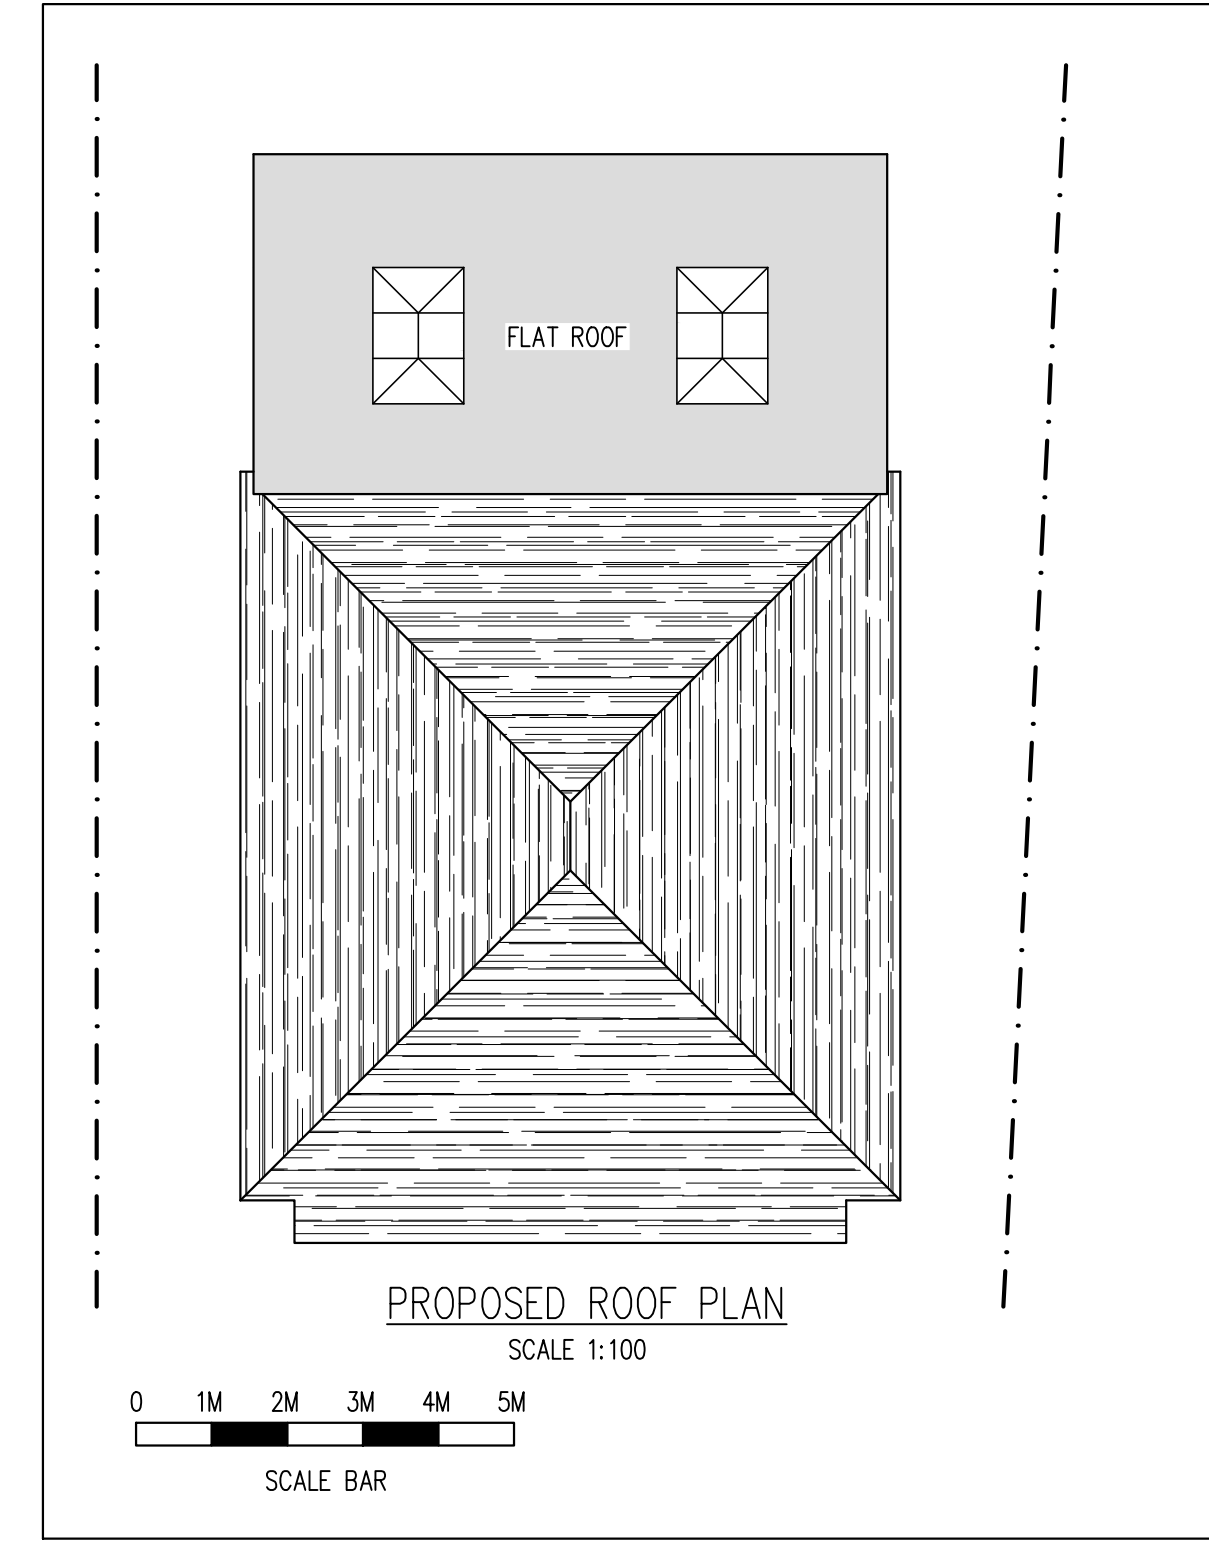 FLAT ROOF
PROPOSED ROOF PLAN
SCALE 1:100
0 1M 2M 3M 4M 5M
SCALE BAR